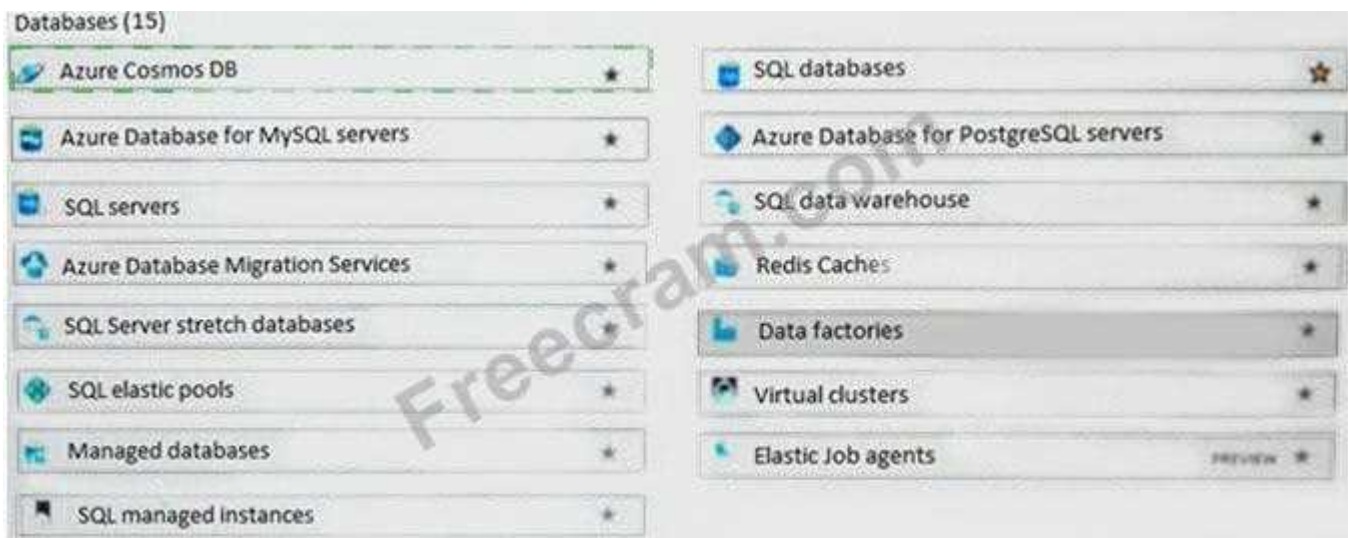 Databases (15)
Azure Cosmos DB
SQL databases
Azure Database for MySQL servers
Azure Database for PostgreSQL servers
SQL servers
SQL data warehouse
Azure Database Migration Services
Redis Caches
SQL Server stretch databases
Data factories
SQL elastic pools
Virtual clusters
Managed databases
Elastic Job agents PREVIEW
SQL managed instances
Freecram.com